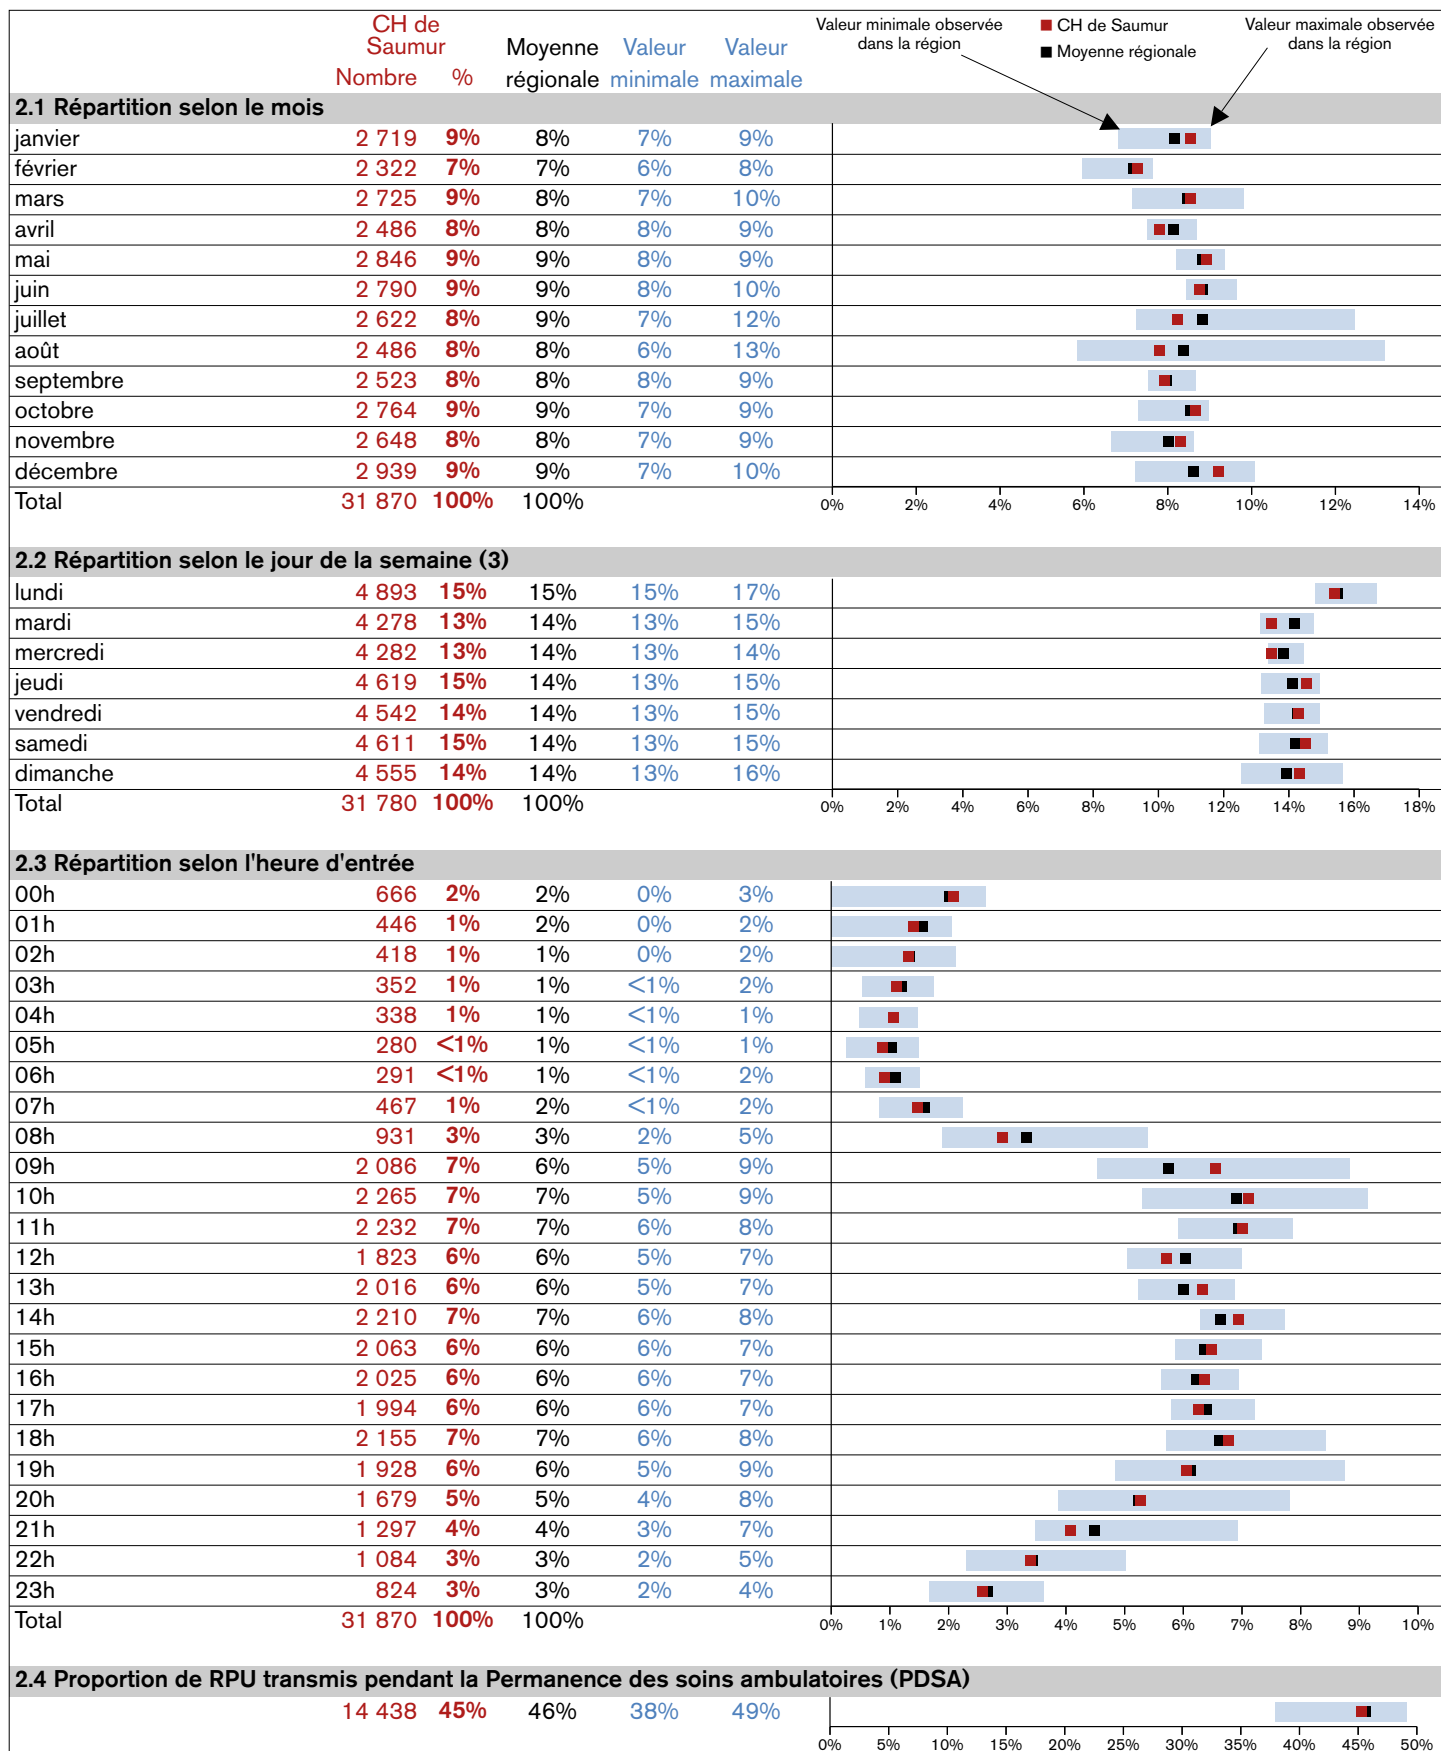 CH de Saumur Moyenne régionale Valeur minimale Valeur maximale
Nombre %
Valeur minimale observée dans la région
CH de Saumur
Moyenne régionale
Valeur maximale observée dans la région
2.1 Répartition selon le mois
janvier 2 719 9% 8% 7% 9%
février 2 322 7% 7% 6% 8%
mars 2 725 9% 8% 7% 10%
avril 2 486 8% 8% 8% 9%
mai 2 846 9% 9% 8% 9%
juin 2 790 9% 9% 8% 10%
juillet 2 622 8% 9% 7% 12%
août 2 486 8% 8% 6% 13%
septembre 2 523 8% 8% 8% 9%
octobre 2 764 9% 9% 7% 9%
novembre 2 648 8% 8% 7% 9%
décembre 2 939 9% 9% 7% 10%
Total 31 870 100% 100%
0% 2% 4% 6% 8% 10% 12% 14%
2.2 Répartition selon le jour de la semaine (3)
lundi 4 893 15% 15% 15% 17%
mardi 4 278 13% 14% 13% 15%
mercredi 4 282 13% 14% 13% 14%
jeudi 4 619 15% 14% 13% 15%
vendredi 4 542 14% 14% 13% 15%
samedi 4 611 15% 14% 13% 15%
dimanche 4 555 14% 14% 13% 16%
Total 31 780 100% 100%
0% 2% 4% 6% 8% 10% 12% 14% 16% 18%
2.3 Répartition selon l'heure d'entrée
00h 666 2% 2% 0% 3%
01h 446 1% 2% 0% 2%
02h 418 1% 1% 0% 2%
03h 352 1% 1% <1% 2%
04h 338 1% 1% <1% 1%
05h 280 <1% 1% <1% 1%
06h 291 <1% 1% <1% 2%
07h 467 1% 2% <1% 2%
08h 931 3% 3% 2% 5%
09h 2 086 7% 6% 5% 9%
10h 2 265 7% 7% 5% 9%
11h 2 232 7% 7% 6% 8%
12h 1 823 6% 6% 5% 7%
13h 2 016 6% 6% 5% 7%
14h 2 210 7% 7% 6% 8%
15h 2 063 6% 6% 6% 7%
16h 2 025 6% 6% 6% 7%
17h 1 994 6% 6% 6% 7%
18h 2 155 7% 7% 6% 8%
19h 1 928 6% 6% 5% 9%
20h 1 679 5% 5% 4% 8%
21h 1 297 4% 4% 3% 7%
22h 1 084 3% 3% 2% 5%
23h 824 3% 3% 2% 4%
Total 31 870 100% 100%
0% 1% 2% 3% 4% 5% 6% 7% 8% 9% 10%
2.4 Proportion de RPU transmis pendant la Permanence des soins ambulatoires (PDSA)
14 438 45% 46% 38% 49%
0% 5% 10% 15% 20% 25% 30% 35% 40% 45% 50%